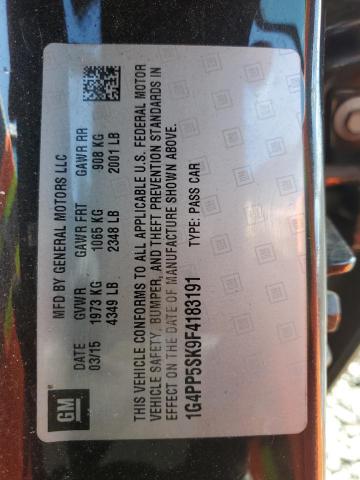 MFD BY GENERAL MOTORS LLC
DATE GVWR GAWR FRT GAWR RR
03/15 1973 KG 1065 KG 908 KG
4349 LB 2348 LB 2001 LB
THIS VEHICLE CONFORMS TO ALL APPLICABLE U.S. FEDERAL MOTOR
VEHICLE SAFETY, BUMPER, AND THEFT PREVENTION STANDARDS IN
EFFECT ON THE DATE OF MANUFACTURE SHOWN ABOVE.
1G4PP5SK9F4183191 TYPE: PASS CAR
GM